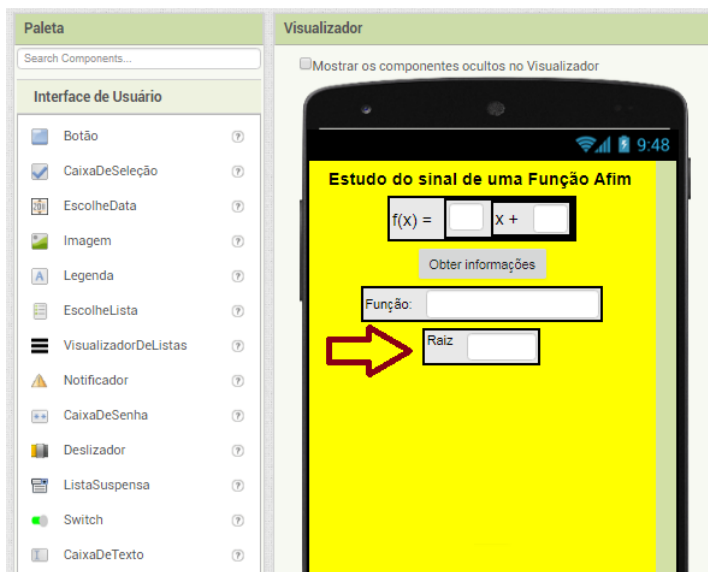 Paleta
Search Components...
Interface de Usuário
Botão
CaixaDeSeleção
EscolheData
Imagem
Legenda
EscolheLista
VisualizadorDeListas
Notificador
CaixaDeSenha
Deslizador
ListaSuspensa
Switch
CaixaDeTexto
Visualizador
Mostrar os componentes ocultos no Visualizador
9:48
Estudo do sinal de uma Função Afim
f(x) = x +
Obter informações
Função:
Raiz